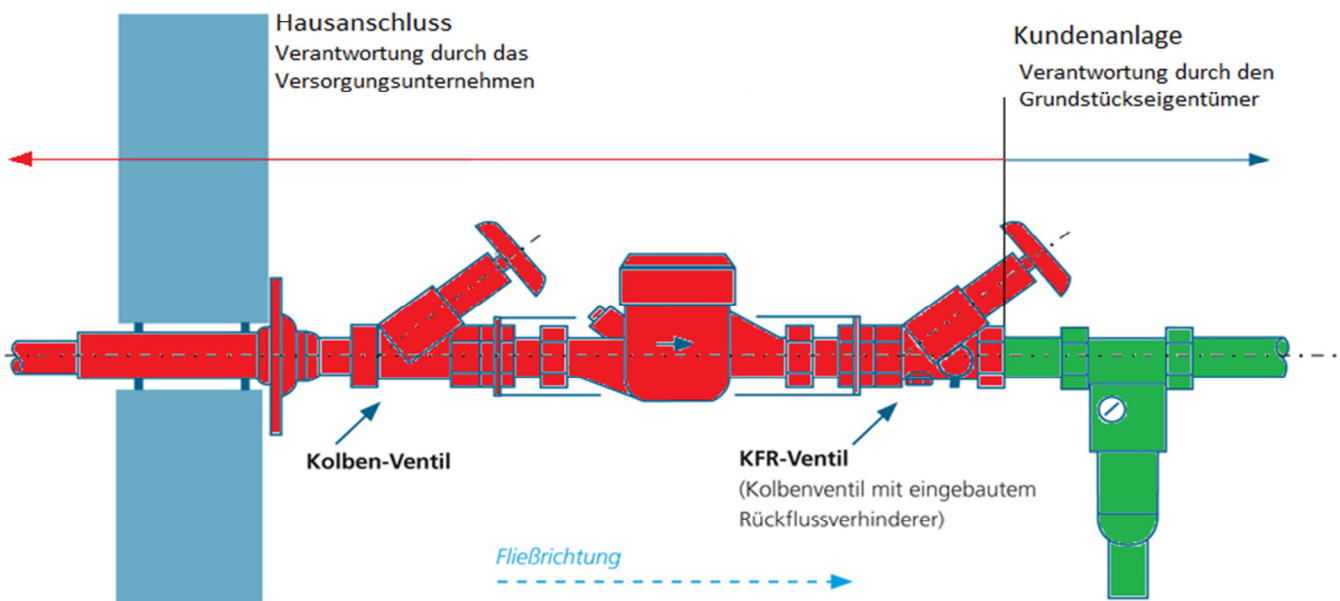 Hausanschluss
Verantwortung durch das
Versorgungsunternehmen
Kundenanlage
Verantwortung durch den
Grundstückseigentümer
Kolben-Ventil
KFR-Ventil
(Kolbenventil mit eingebautem
Rückflussverhinderer)
Fließrichtung